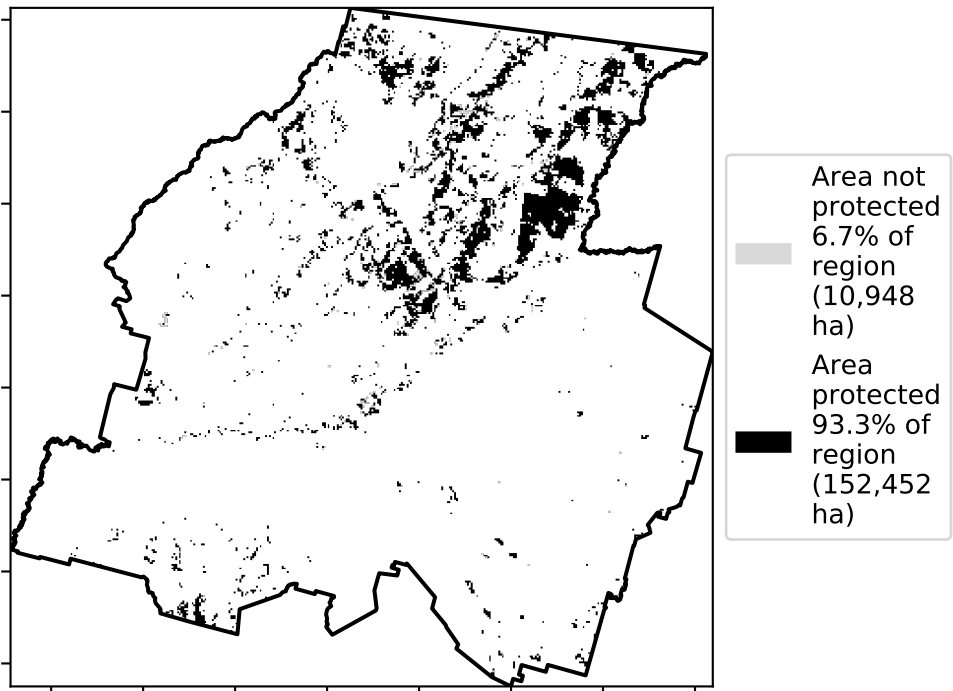 Area not
protected
6.7% of
region
(10,948
ha)
Area
protected
93.3% of
region
(152,452
ha)